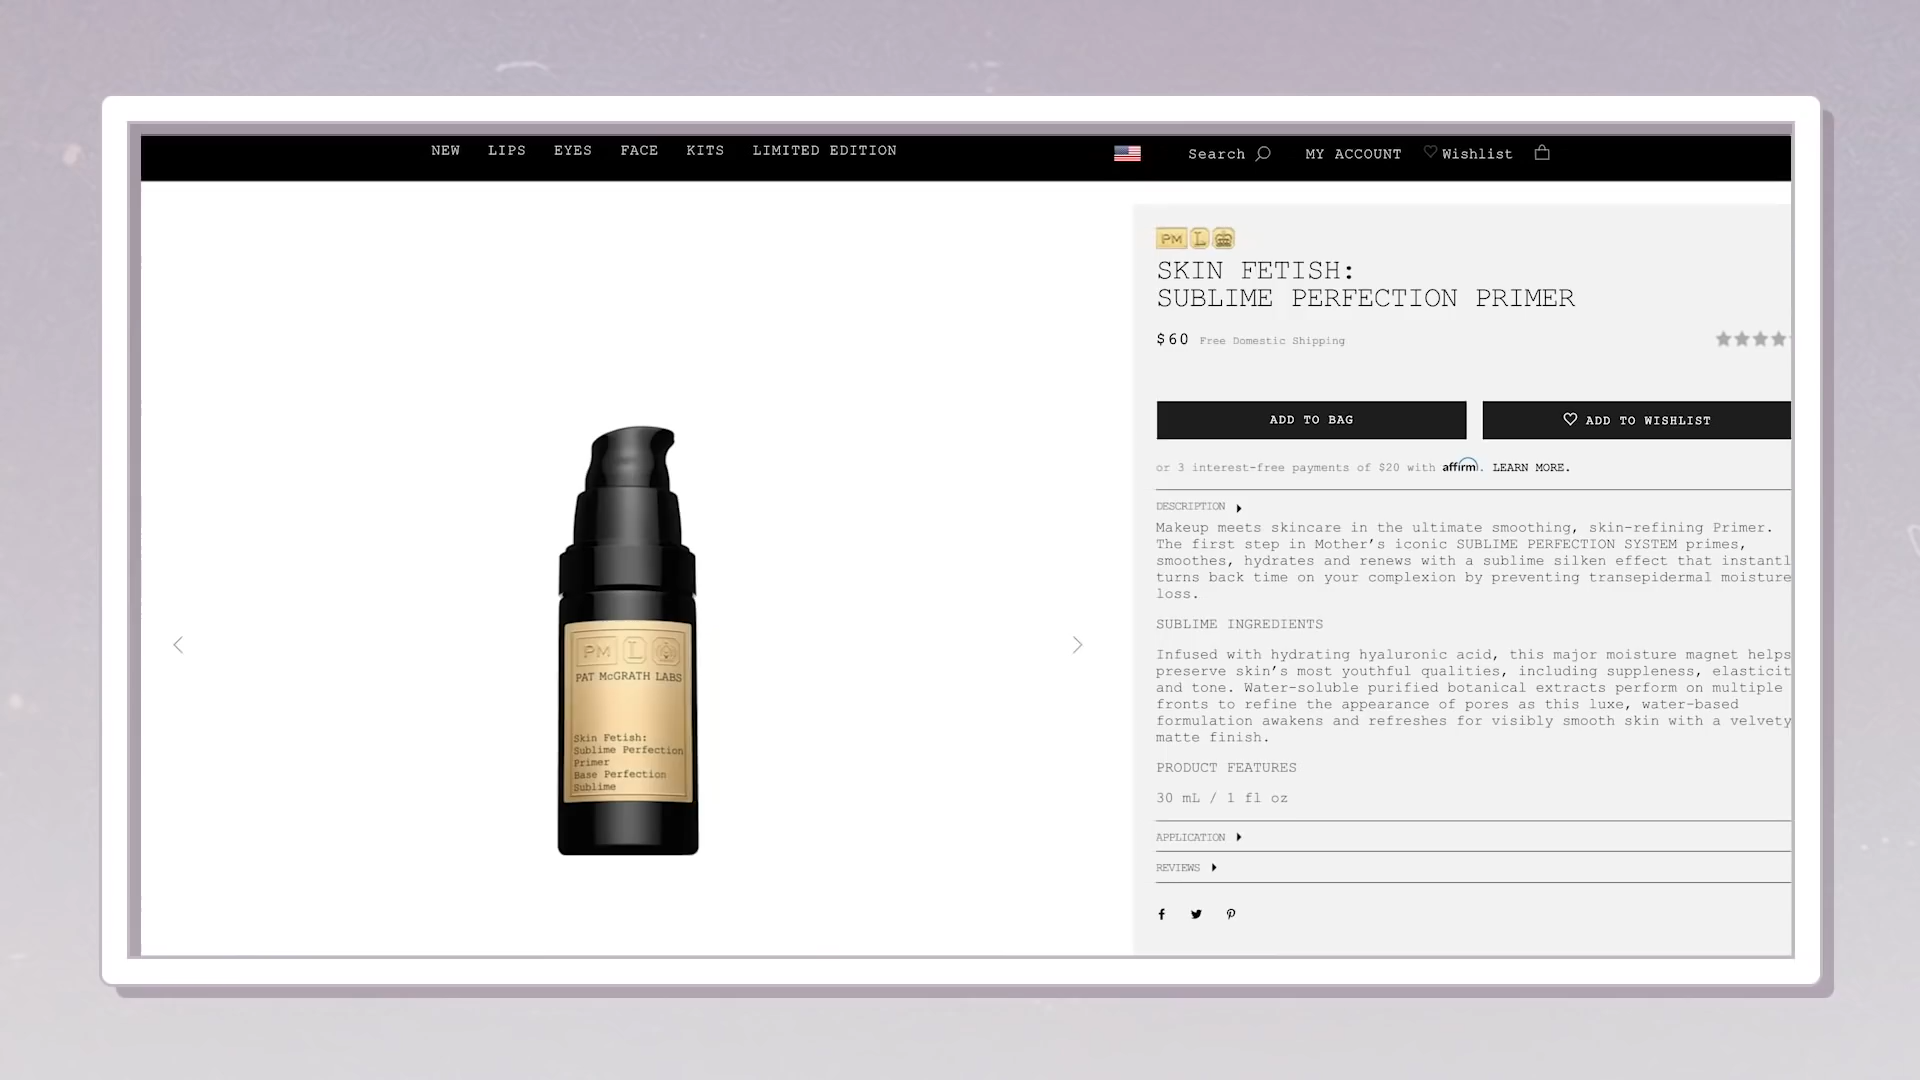 NEW LIPS EYES FACE KITS LIMITED EDITION Search MY ACCOUNT Wishlist
PM L
SKIN FETISH:
SUBLIME PERFECTION PRIMER
$60 Free Domestic Shipping
ADD TO BAG ADD TO WISHLIST
or 3 interest-free payments of $20 with affirm. LEARN MORE.
DESCRIPTION
Makeup meets skincare in the ultimate smoothing, skin-refining Primer.
The first step in Mother’s iconic SUBLIME PERFECTION SYSTEM primes,
smoothes, hydrates and renews with a sublime silken effect that instantl
turns back time on your complexion by preventing transepidermal moisture
loss.
SUBLIME INGREDIENTS
Infused with hydrating hyaluronic acid, this major moisture magnet helps
preserve skin’s most youthful qualities, including suppleness, elasticit
and tone. Water-soluble purified botanical extracts perform on multiple
fronts to refine the appearance of pores as this luxe, water-based
formulation awakens and refreshes for visibly smooth skin with a velvety
matte finish.
PRODUCT FEATURES
30 mL / 1 fl oz
APPLICATION
REVIEWS
PM L
PAT McGRATH LABS
Skin Fetish:
Sublime Perfection
Primer
Base Perfection
Sublime